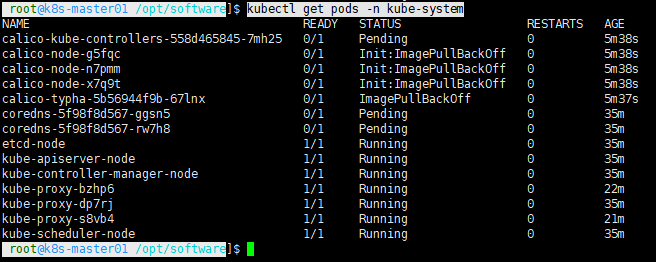 root@k8s-master01 /opt/software]$ kubectl get pods -n kube-system
NAME READY STATUS RESTARTS AGE
calico-kube-controllers-558d465845-7mh25 0/1 Pending 0 5m38s
calico-node-g5fqc 0/1 Init:ImagePullBackOff 0 5m38s
calico-node-n7pmm 0/1 Init:ImagePullBackOff 0 5m38s
calico-node-x7q9t 0/1 Init:ImagePullBackOff 0 5m38s
calico-typha-5b56944f9b-67lnx 0/1 ImagePullBackOff 0 5m37s
coredns-5f98f8d567-ggsn5 0/1 Pending 0 35m
coredns-5f98f8d567-rw7h8 0/1 Pending 0 35m
etcd-node 1/1 Running 0 35m
kube-apiserver-node 1/1 Running 0 35m
kube-controller-manager-node 1/1 Running 0 35m
kube-proxy-bzhp6 1/1 Running 0 22m
kube-proxy-dp7rj 1/1 Running 0 35m
kube-proxy-s8vb4 1/1 Running 0 21m
kube-scheduler-node 1/1 Running 0 35m
root@k8s-master01 /opt/software]$